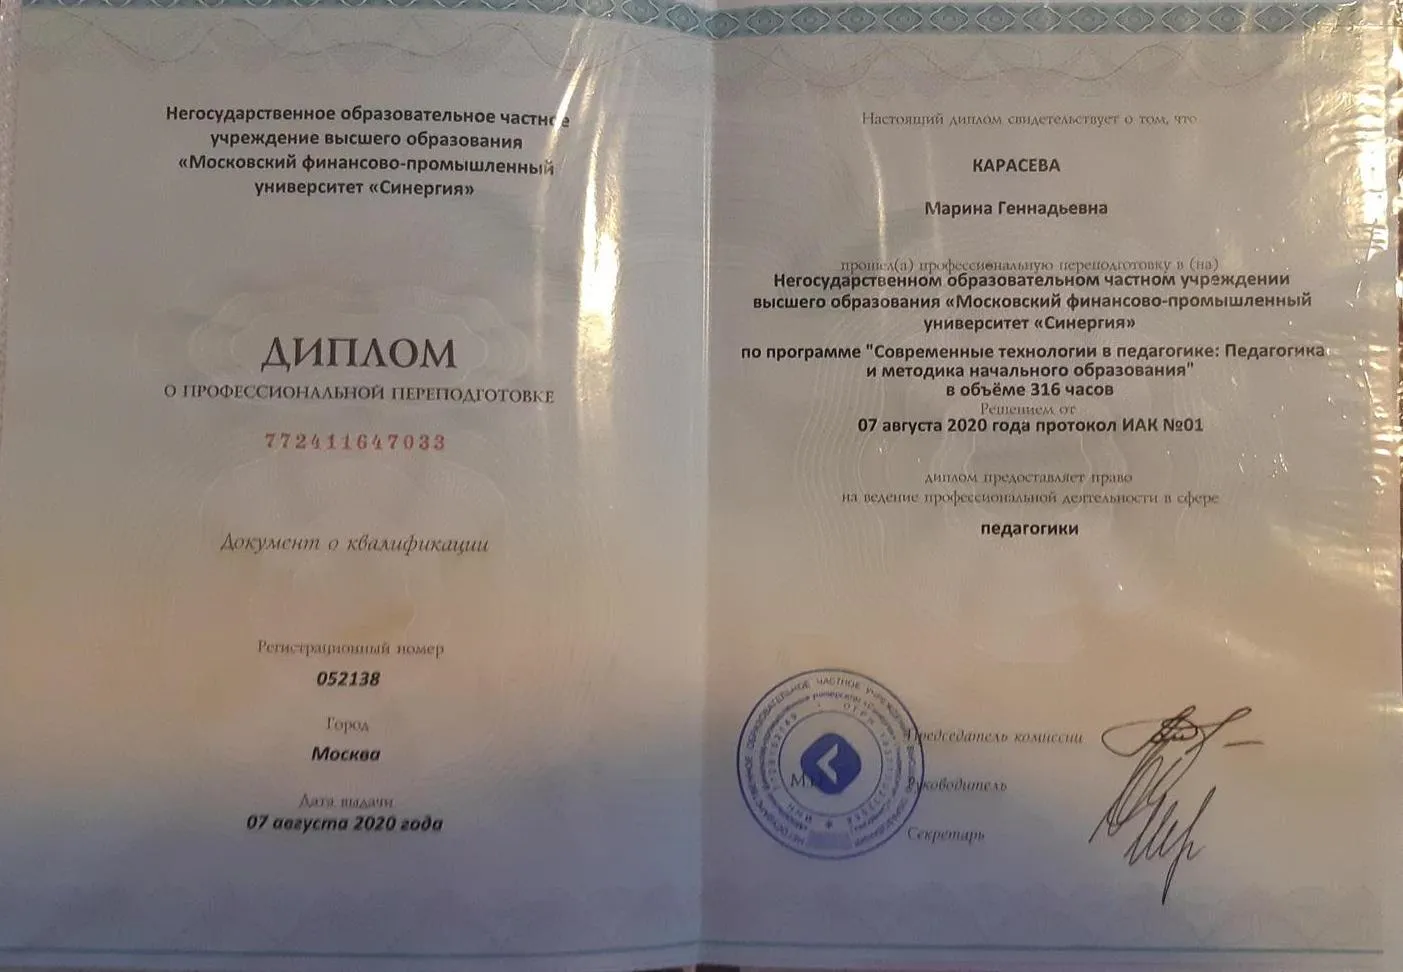 Негосударственное образовательное частное
учреждение высшего образования
«Московский финансово-промышленный
университет «Синергия»
ДИПЛОМ
О ПРОФЕССИОНАЛЬНОЙ ПЕРЕПОДГОТОВКЕ
772411647033
Документ о квалификации
Регистрационный номер
052138
Город
Москва
Дата выдачи
07 августа 2020 года
Настоящий диплом свидетельствует о том, что
КАРАСЕВА
Марина Геннадьевна
прошел(а) профессиональную переподготовку в (на)
Негосударственном образовательном частном учреждении
высшего образования «Московский финансово-промышленный
университет «Синергия»
по программе "Современные технологии в педагогике: Педагогика
и методика начального образования"
в объёме 316 часов
Решением от
07 августа 2020 года протокол ИАК №01
диплом предоставляет право
на ведение профессиональной деятельности в сфере
педагогики
Председатель комиссии
М.П.
Руководитель
Секретарь